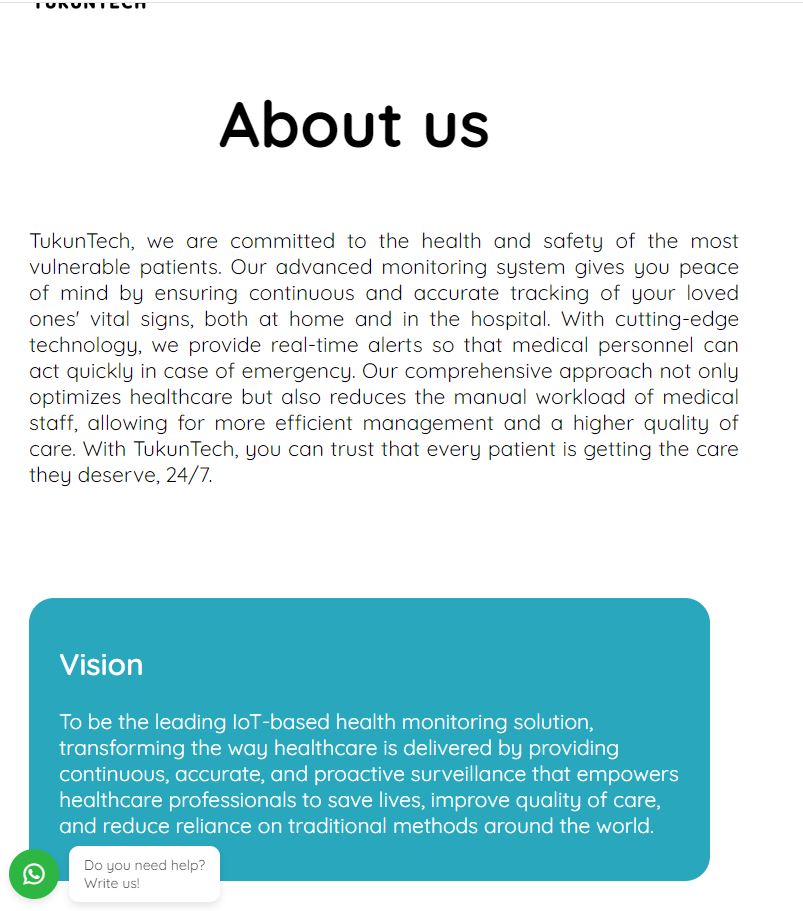 TUKUNTECH
About us
TukunTech, we are committed to the health and safety of the most
vulnerable patients. Our advanced monitoring system gives you peace
of mind by ensuring continuous and accurate tracking of your loved
ones' vital signs, both at home and in the hospital. With cutting-edge
technology, we provide real-time alerts so that medical personnel can
act quickly in case of emergency. Our comprehensive approach not only
optimizes healthcare but also reduces the manual workload of medical
staff, allowing for more efficient management and a higher quality of
care. With TukunTech, you can trust that every patient is getting the care
they deserve, 24/7.
Vision
To be the leading IoT-based health monitoring solution,
transforming the way healthcare is delivered by providing
continuous, accurate, and proactive surveillance that empowers
healthcare professionals to save lives, improve quality of care,
and reduce reliance on traditional methods around the world.
Do you need help?
Write us!